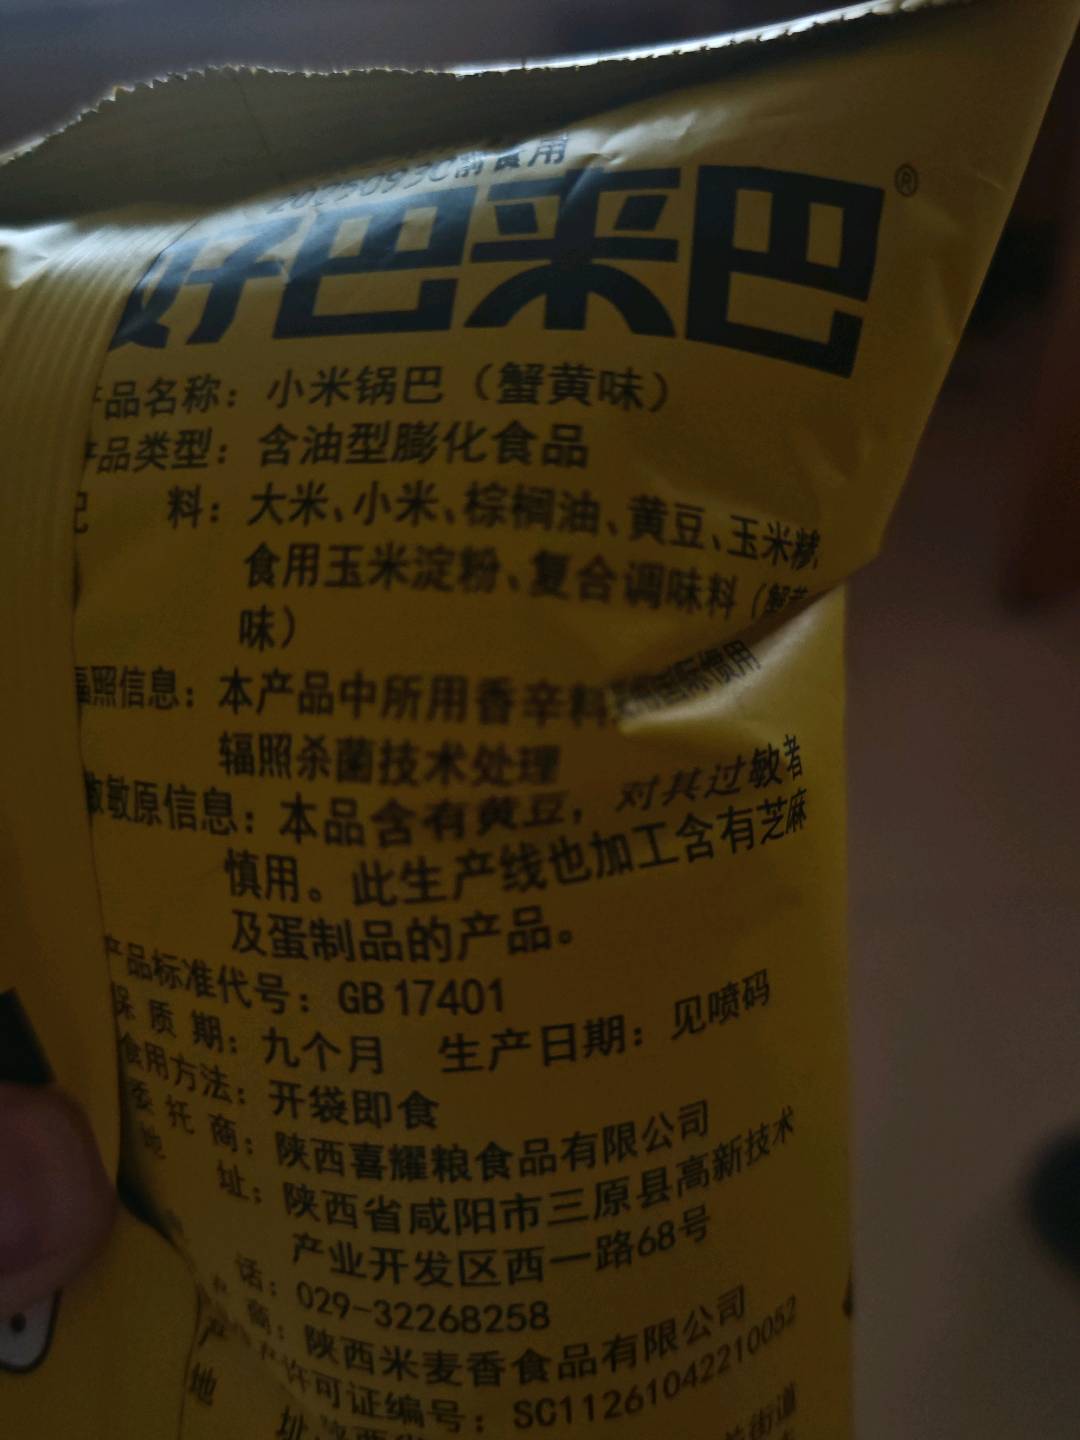 前食用
好巴来巴®
产品名称：小米锅巴（蟹黄味）
产品类型：含油型膨化食品
配 料：大米、小米、棕榈油、黄豆、玉米糁、
食用玉米淀粉、复合调味料（蟹黄
味）
辐照信息：本产品中所用香辛料
辐照杀菌技术处理
致敏原信息：本品含有黄豆，对其过敏者
慎用。此生产线也加工含有芝麻
及蛋制品的产品。
产品标准代号：GB 17401
保质期：九个月 生产日期：见喷码
食用方法：开袋即食
委托商：陕西喜耀粮食品有限公司
地 址：陕西省咸阳市三原县高新技术
产业开发区西一路68号
话：029-32268258
商：陕西米麦香食品有限公司
许可证编号：SC11261042210052
地 址：